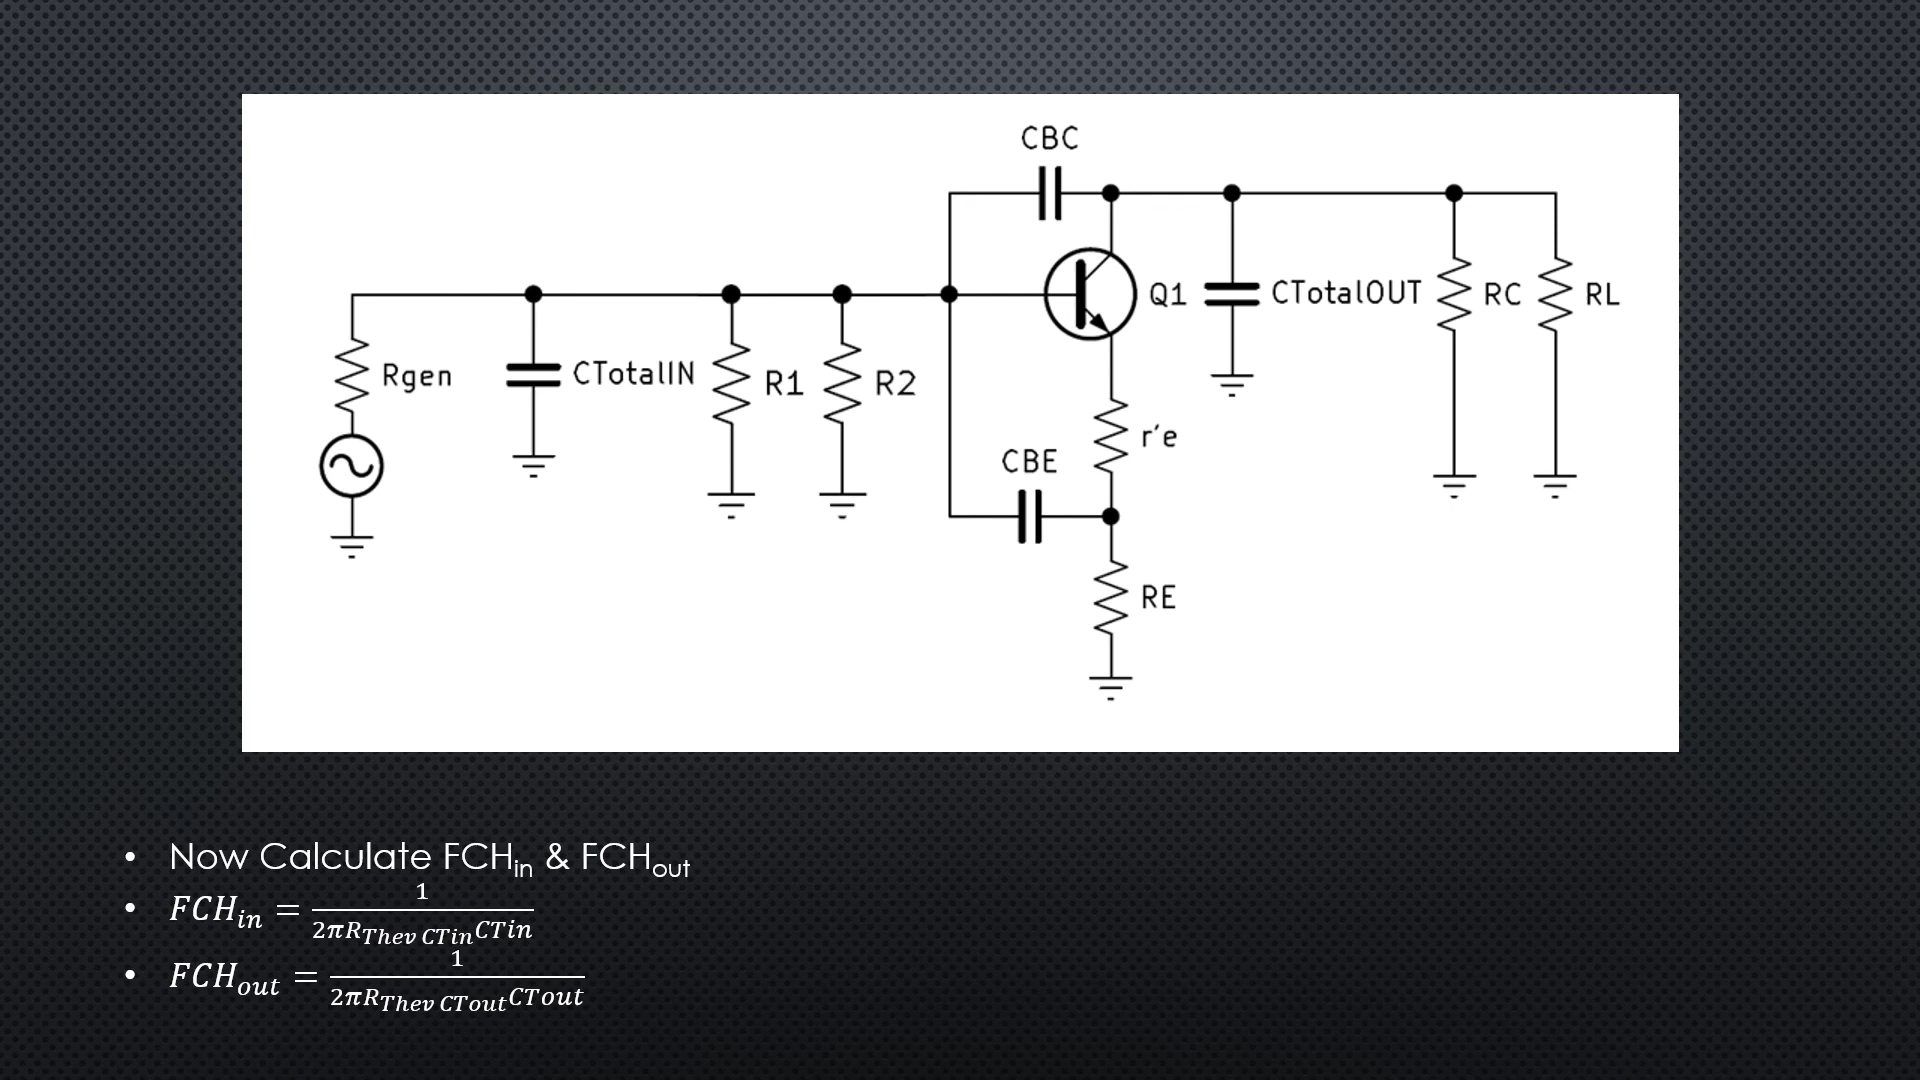 CBC
Q1
CTotalOUT
RC
RL
Rgen
CTotalIN
R1
R2
r´e
CBE
RE
• Now Calculate FCH_in & FCH_out
• FCH_in = 1 / 2πR_Thev CTin CTin
• FCH_out = 1 / 2πR_Thev CTout CTout